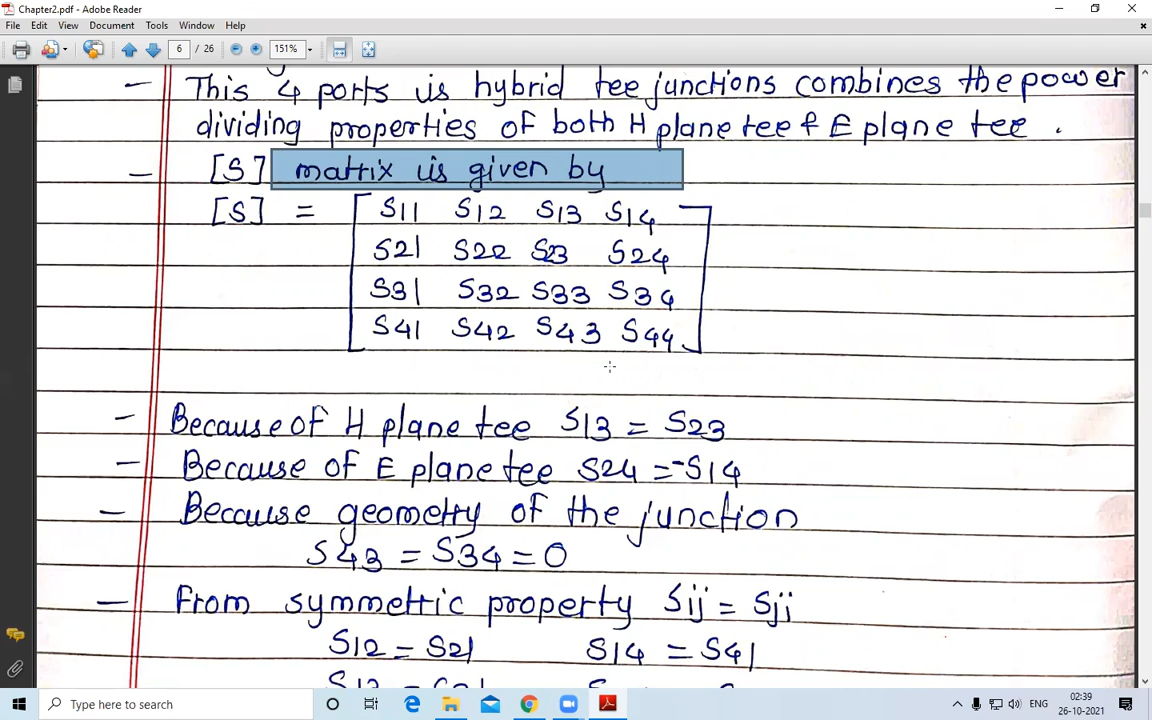 Chapter2.pdf - Adobe Reader
File Edit View Document Tools Window Help
6 / 26 151%
- This 4 ports is hybrid tee junctions combines the power
dividing properties of both H plane tee & E plane tee .
- [S] matrix is given by
[S] = S11 S12 S13 S14
S21 S22 S23 S24
S31 S32 S33 S34
S41 S42 S43 S44
- Because of H plane tee S13 = S23
- Because of E plane tee S24 = -S14
- Because geometry of the junction
S43 = S34 = 0
- From symmetric property Sij = Sji
S12 = S21 S14 = S41
Type here to search
ENG
02:39
26-10-2021